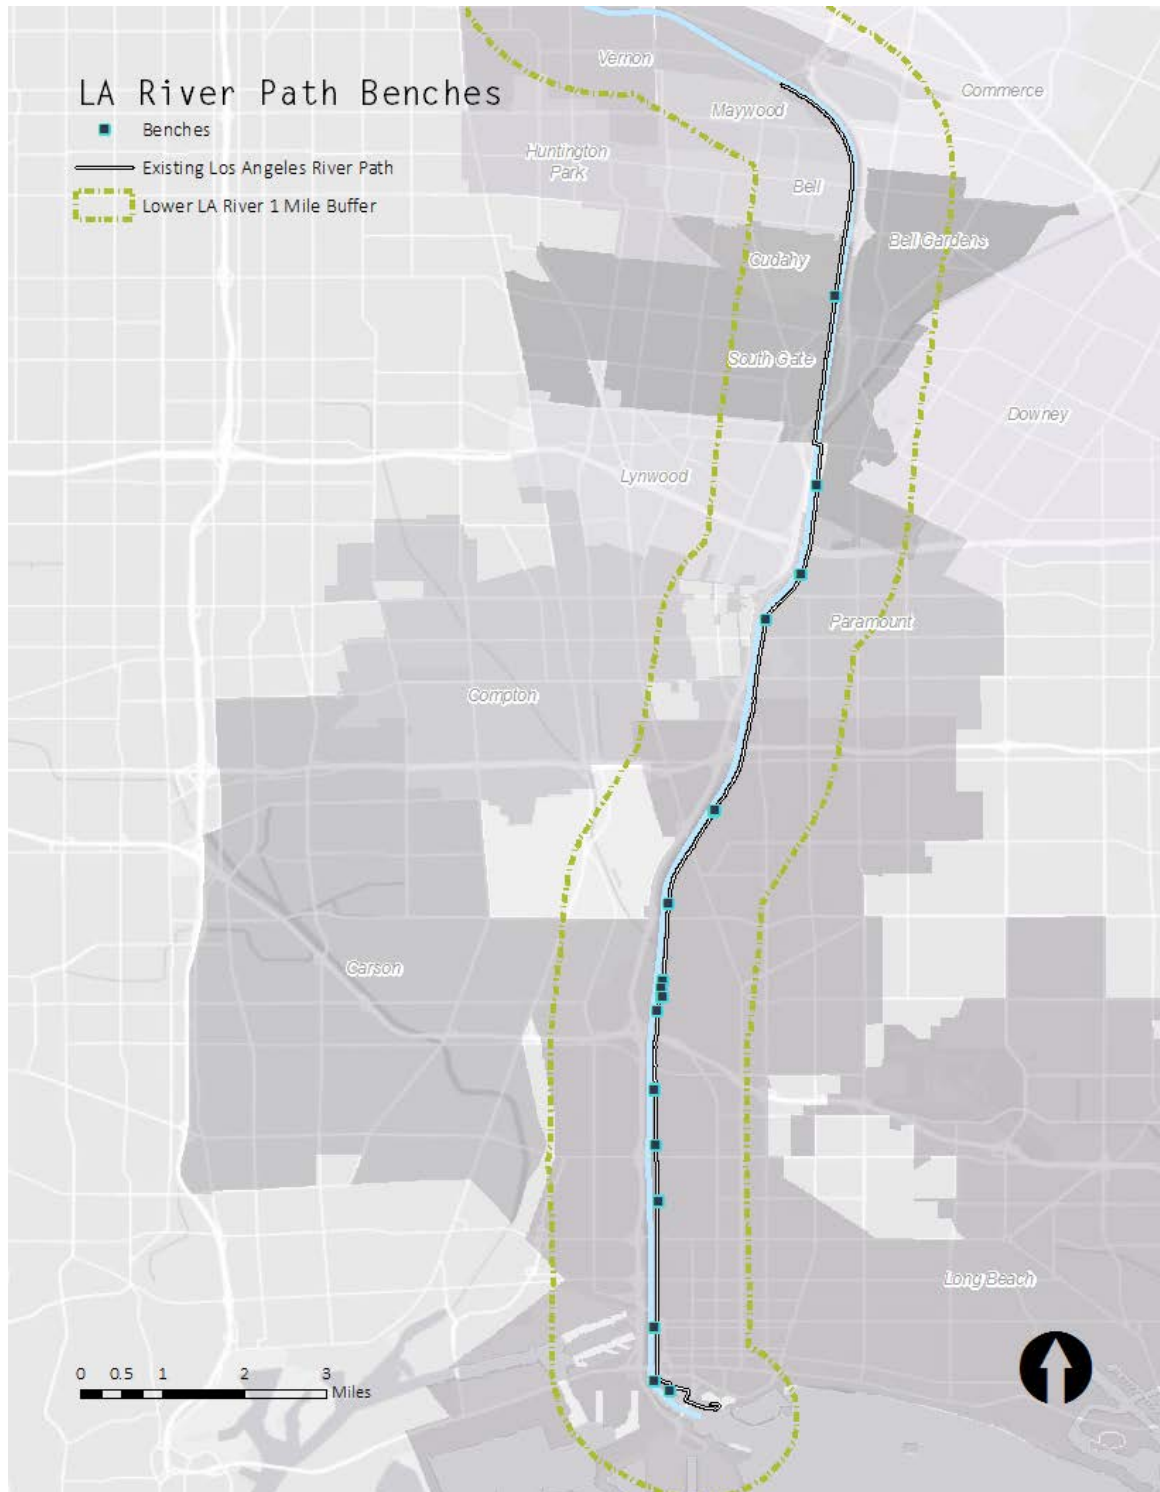 Vernon
LA River Path Benches
Commerce
Benches
Maywood
Existing Los Angeles River Path
Huntington
Park
Bell
Lower LA River 1 Mile Buffer
Bell Gardens
Cudahy
South Gate
Downey
Lynwood
Paramount
Compton
Carson
Long Beach
0 0.5 1 2 3
Miles